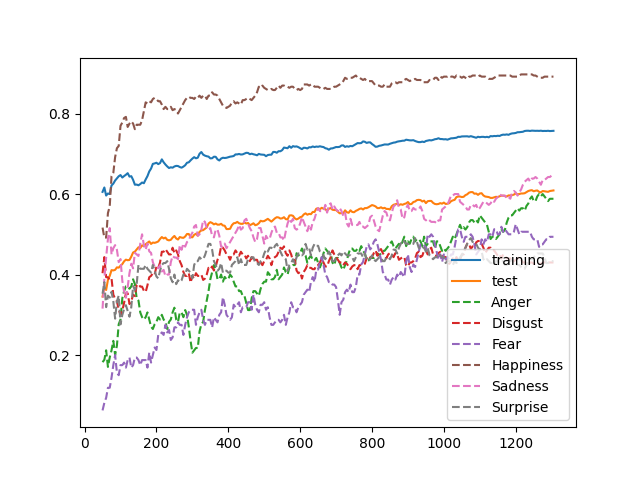 0.8
0.6
0.4
0.2
0
200
400
600
800
1000
1200
training
test
Anger
Disgust
Fear
Happiness
Sadness
Surprise